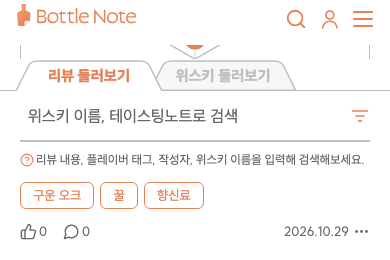 Bottle Note
리뷰 둘러보기
위스키 둘러보기
위스키 이름, 테이스팅노트로 검색
리뷰 내용, 플레이버 태그, 작성자, 위스키 이름을 입력해 검색해보세요.
구운 오크 꿀 향신료
0 0 2026.10.29